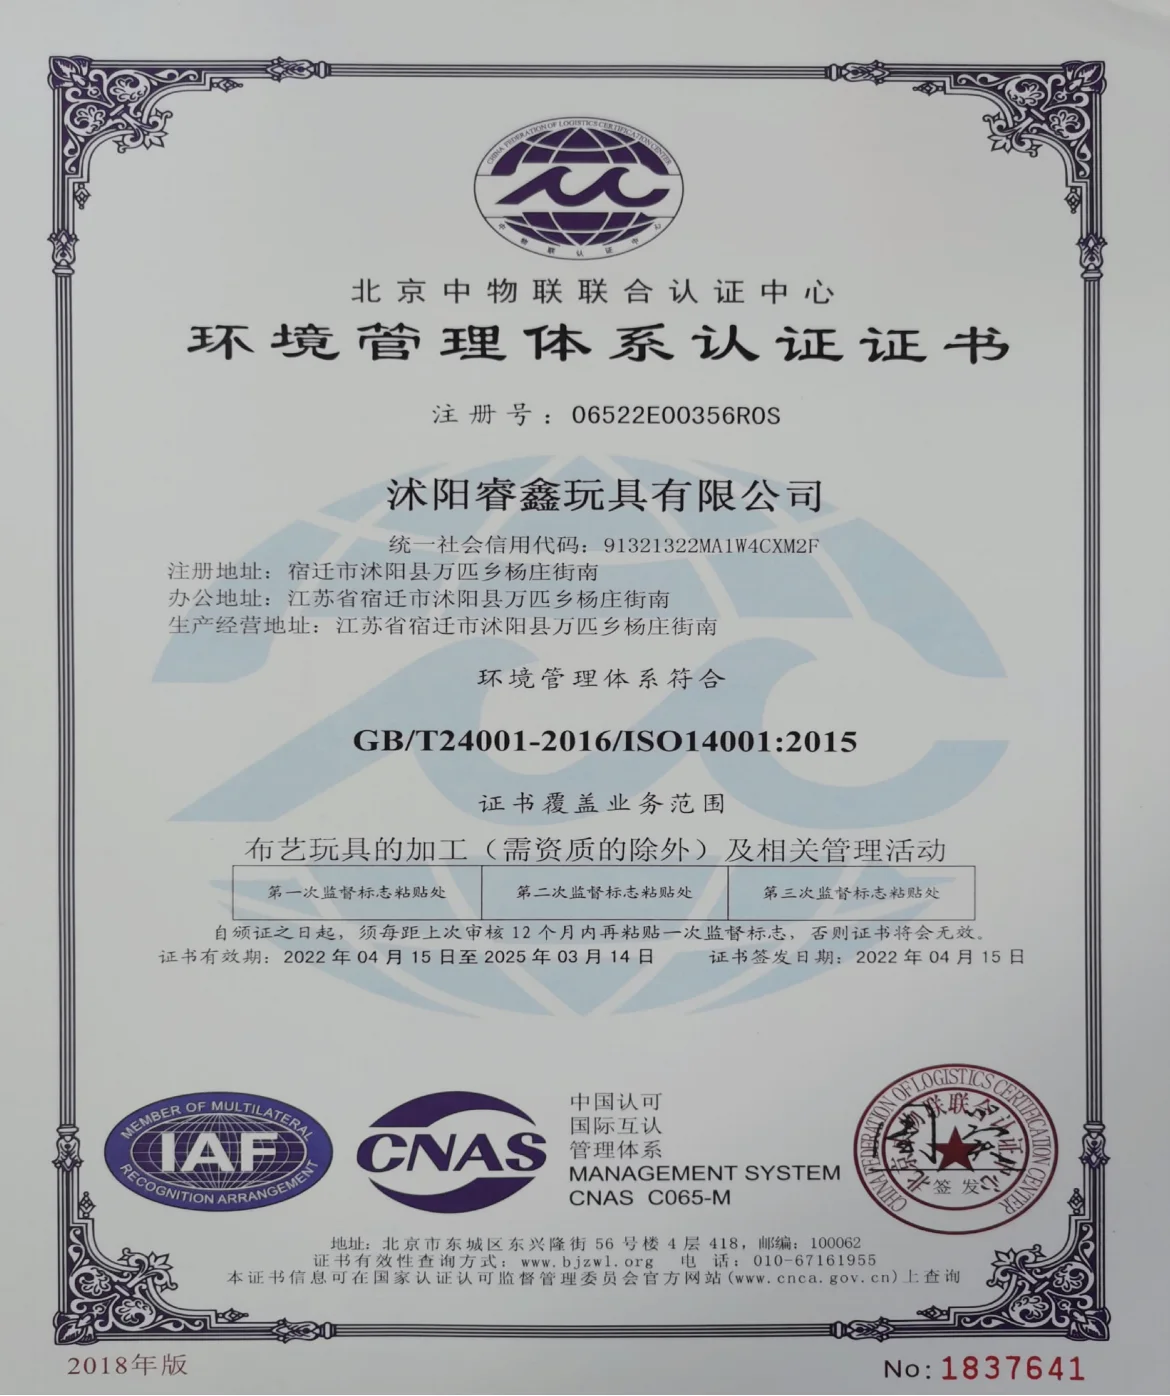 CHINA FEDERATION OF LOGISTICS CERTIFICATION CENTER
中物联认证中心
北京中物联联合认证中心
环境管理体系认证证书
注册号：06522E00356R0S
沭阳睿鑫玩具有限公司
统一社会信用代码：91321322MA1W4CXM2F
注册地址：宿迁市沭阳县万匹乡杨庄街南
办公地址：江苏省宿迁市沭阳县万匹乡杨庄街南
生产经营地址：江苏省宿迁市沭阳县万匹乡杨庄街南
环境管理体系符合
GB/T24001-2016/ISO14001:2015
证书覆盖业务范围
布艺玩具的加工（需资质的除外）及相关管理活动
第一次监督标志粘贴处 第二次监督标志粘贴处 第三次监督标志粘贴处
自颁证之日起，须每距上次审核12个月内再粘贴一次监督标志，否则证书将会无效。
证书有效期：2022年04月15日至2025年03月14日 证书签发日期：2022年04月15日
MEMBER OF MULTILATERAL
IAF
RECOGNITION ARRANGEMENT
CNAS
中国认可
国际互认
管理体系
MANAGEMENT SYSTEM
CNAS C065-M
CHINA FEDERATION OF LOGISTICS CERTIFICATION CENTER
北京中物联联合认证中心
签发
地址：北京市东城区东兴隆街56号楼4层418，邮编：100062
证书有效性查询方式：www.bjzwl.org 电 话：010-67161955
本证书信息可在国家认证认可监督管理委员会官方网站(www.cnca.gov.cn)上查询
2018年版
No:1837641